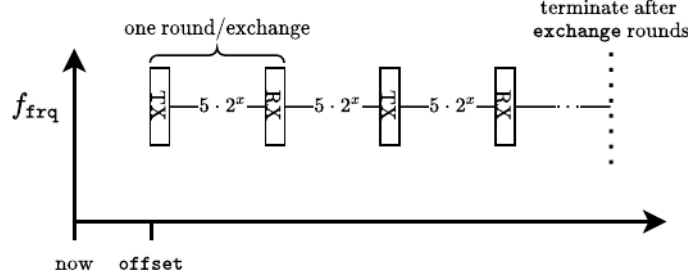 terminate after
exchange rounds
one round/exchange
f_frq
TX
5 · 2^x
RX
5 · 2^x
TX
5 · 2^x
RX
...
now
offset